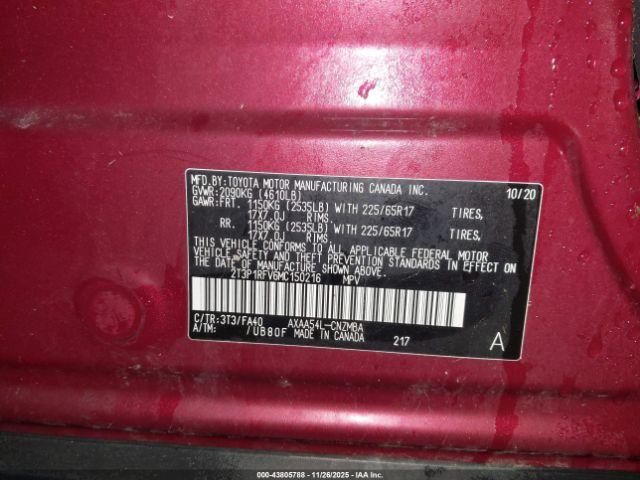 MFD.BY:TOYOTA MOTOR MANUFACTURING CANADA INC. 10/20
GVWR:2090KG (4610LB)
GAWR:FRT. 1150KG (2535LB) WITH 225/65R17 TIRES,
17X7.0J RIMS,
RR. 1150KG (2535LB) WITH 225/65R17 TIRES,
17X7.0J RIMS.
THIS VEHICLE CONFORMS TO ALL APPLICABLE FEDERAL MOTOR
VEHICLE SAFETY AND THEFT PREVENTION STANDARDS IN EFFECT ON
THE DATE OF MANUFACTURE SHOWN ABOVE.
2T3P1RFV6MC150216 MPV
C/TR:3T3/FA40 AXAA54L-CNZMBA
A/TM: /UB80F MADE IN CANADA 217 A
000-43805788 - 11/26/2025 - IAAI.COM